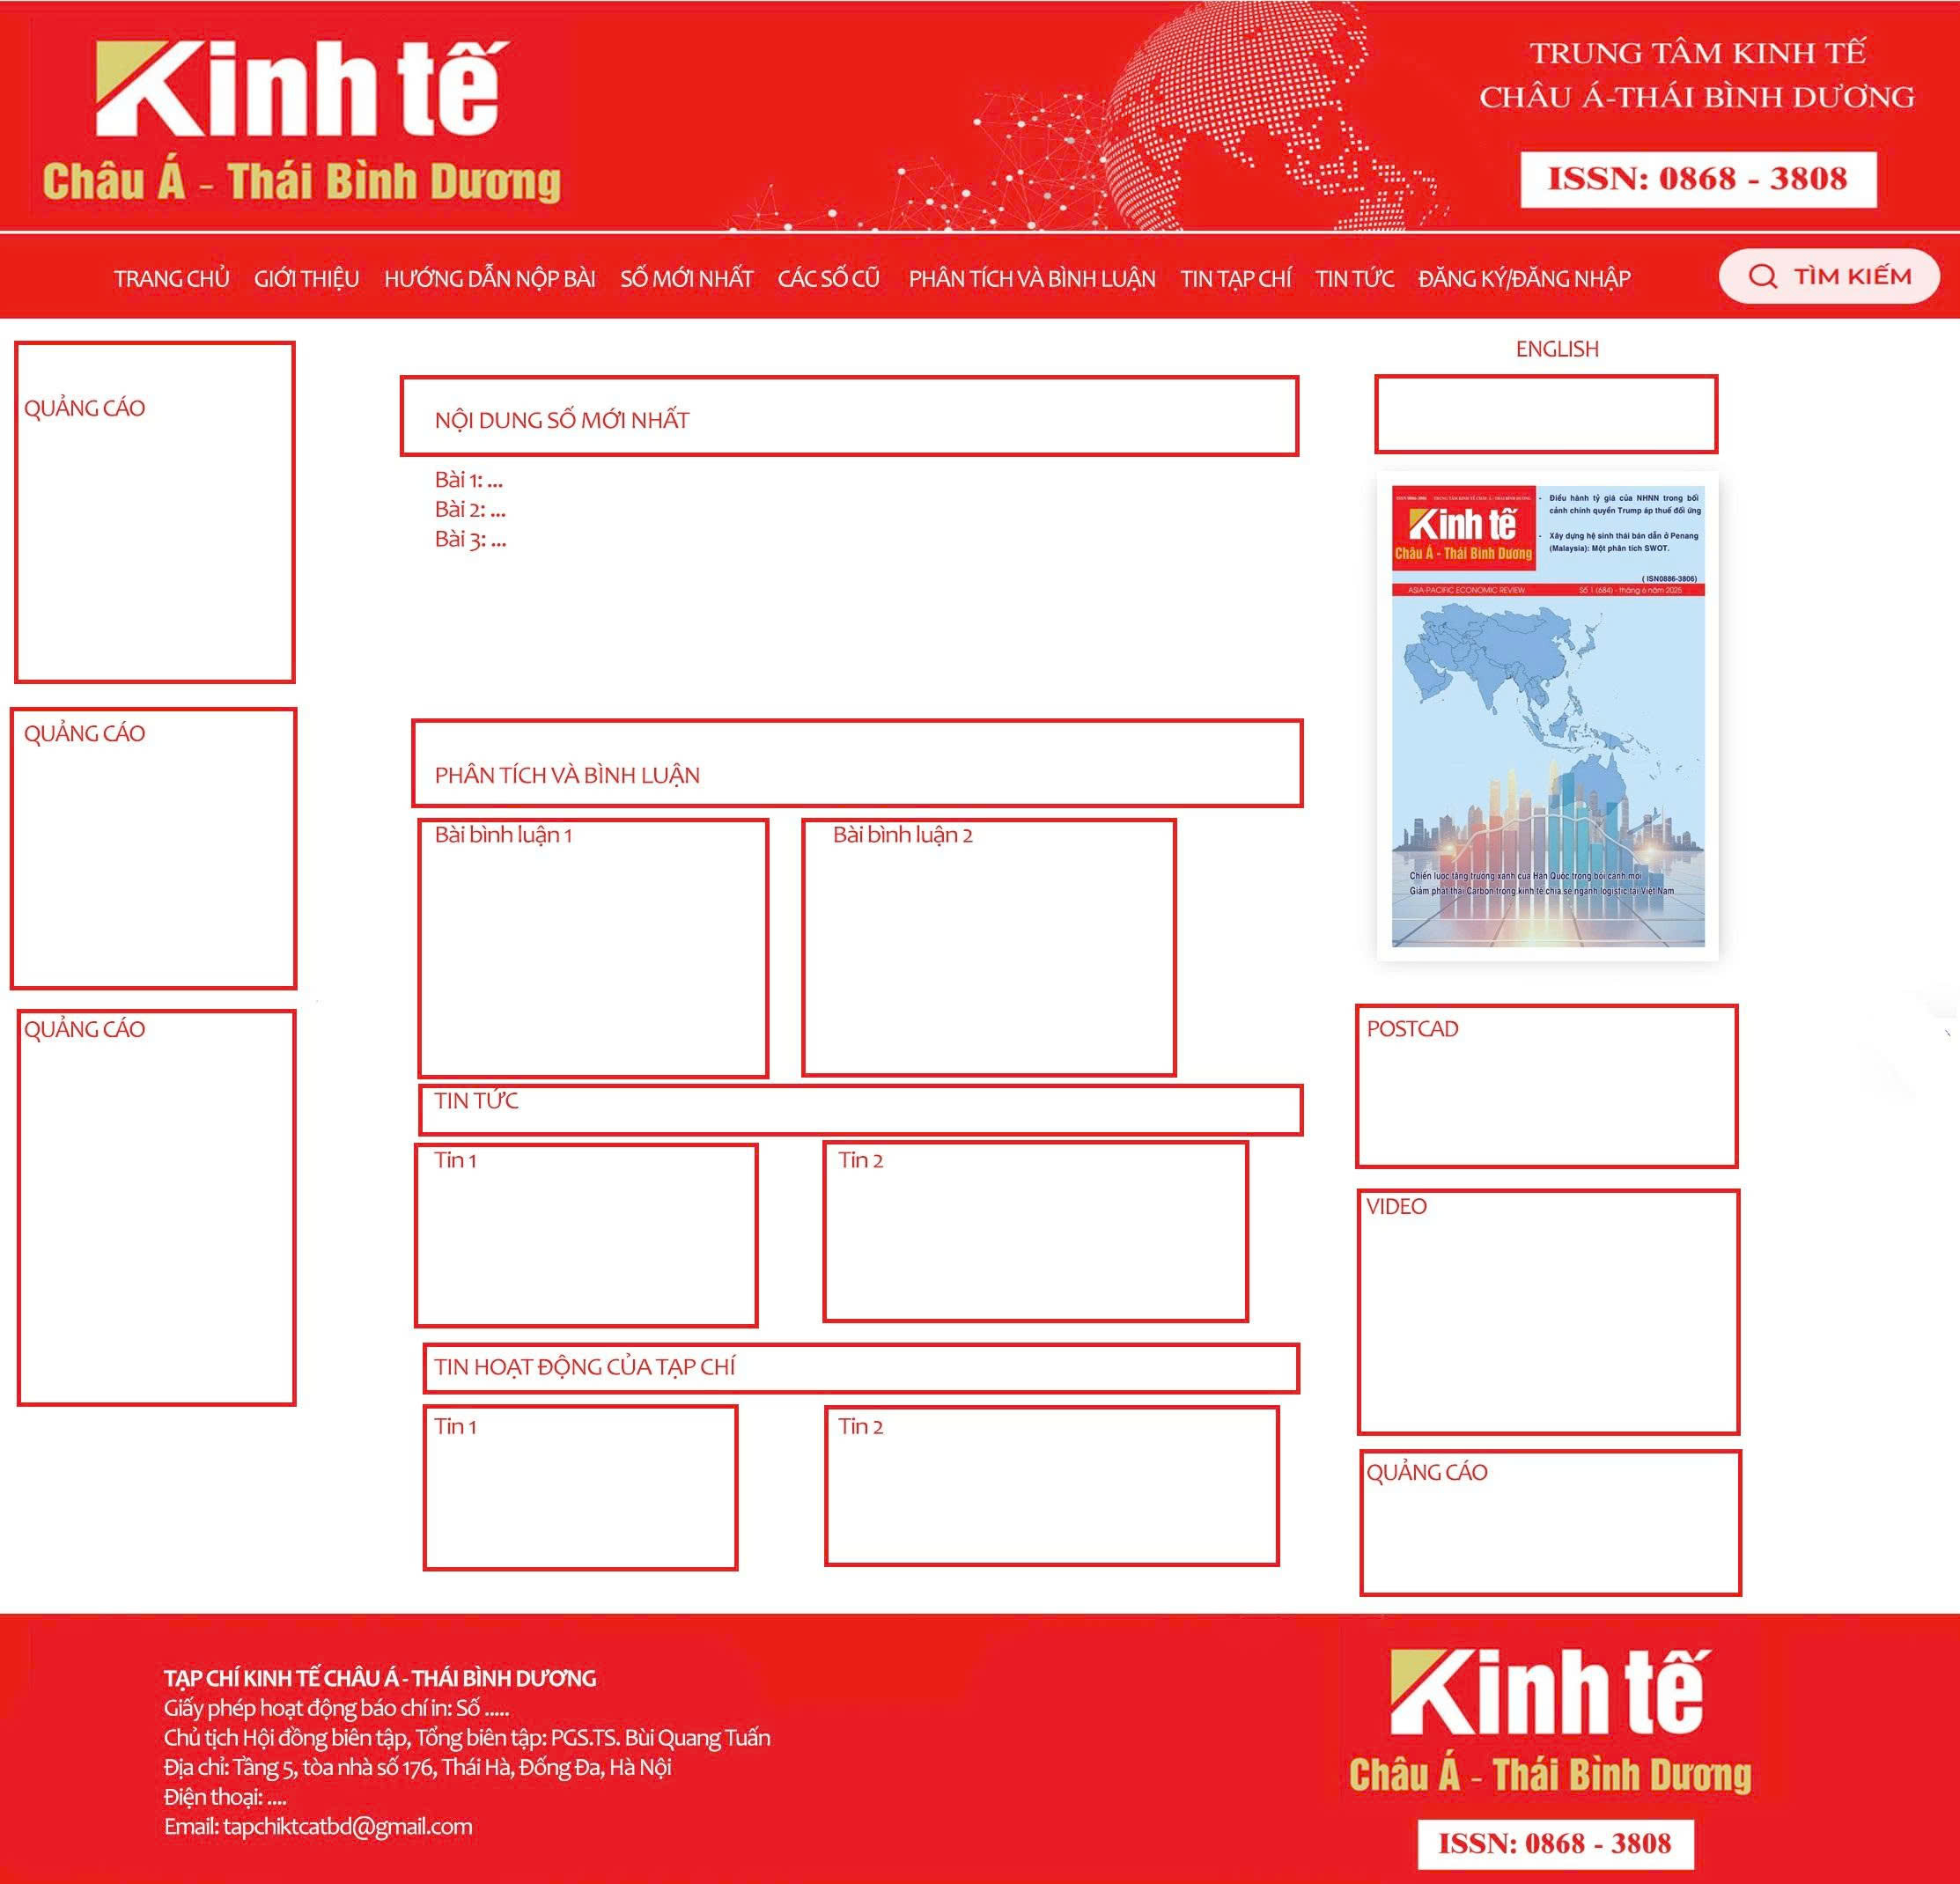 Kinh tế
Châu Á - Thái Bình Dương
TRUNG TÂM KINH TẾ
CHÂU Á-THÁI BÌNH DƯƠNG
ISSN: 0868 - 3808
TRANG CHỦ GIỚI THIỆU HƯỚNG DẪN NỘP BÀI SỐ MỚI NHẤT CÁC SỐ CŨ PHÂN TÍCH VÀ BÌNH LUẬN TIN TẠP CHÍ TIN TỨC ĐĂNG KÝ/ĐĂNG NHẬP TÌM KIẾM
QUẢNG CÁO
QUẢNG CÁO
QUẢNG CÁO
NỘI DUNG SỐ MỚI NHẤT
Bài 1: ...
Bài 2: ...
Bài 3: ...
PHÂN TÍCH VÀ BÌNH LUẬN
Bài bình luận 1
Bài bình luận 2
TIN TỨC
Tin 1
Tin 2
TIN HOẠT ĐỘNG CỦA TẠP CHÍ
Tin 1
Tin 2
ENGLISH
Kinh tế
Châu Á - Thái Bình Dương
- Điều hành tỷ giá của NHNN trong bối
cảnh chính quyền Trump áp thuế đối ứng
- Xây dựng hệ sinh thái bán dẫn ở Penang
(Malaysia): Một phân tích SWOT.
( ISN0886-3806)
ASIA-PACIFIC ECONOMIC REVIEW Số 1 (684) - tháng 6 năm 2025
Chiến lược tăng trưởng xanh của Hàn Quốc trong bối cảnh mới
Giảm phát thải Carbon trong kinh tế chia sẻ ngành logistic tại Việt Nam
POSTCAD
VIDEO
QUẢNG CÁO
TẠP CHÍ KINH TẾ CHÂU Á - THÁI BÌNH DƯƠNG
Giấy phép hoạt động báo chí in: Số .....
Chủ tịch Hội đồng biên tập, Tổng biên tập: PGS.TS. Bùi Quang Tuấn
Địa chỉ: Tầng 5, tòa nhà số 176, Thái Hà, Đống Đa, Hà Nội
Điện thoại: ....
Email: tapchiktcatbd@gmail.com
Kinh tế
Châu Á - Thái Bình Dương
ISSN: 0868 - 3808